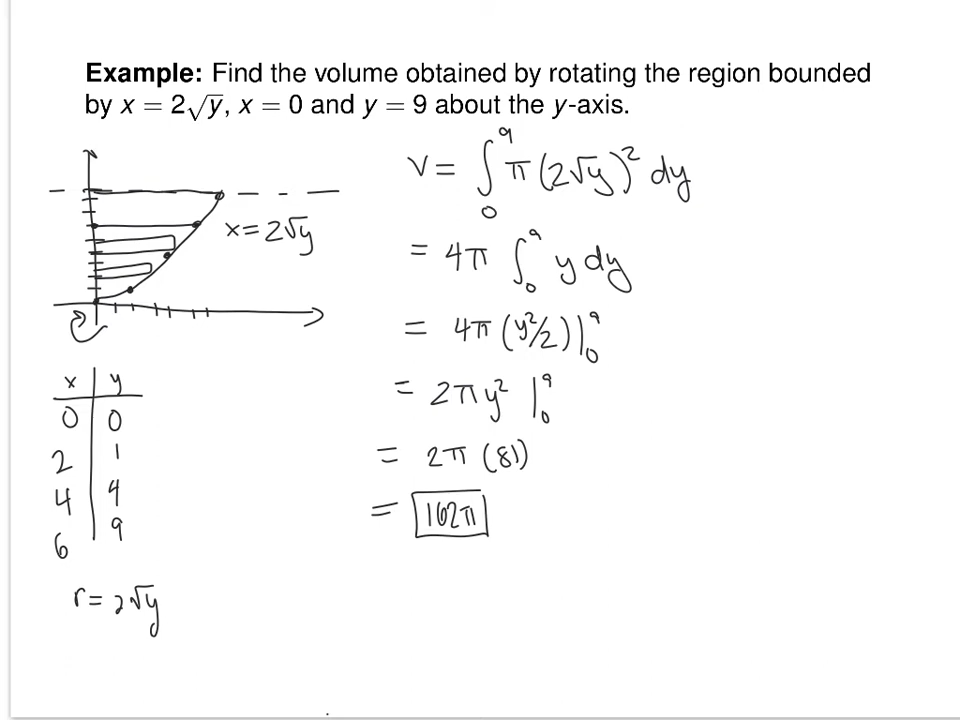 Example: Find the volume obtained by rotating the region bounded
by x = 2√y, x = 0 and y = 9 about the y-axis.
x=2√y
x | y
0 | 0
2 | 1
4 | 4
6 | 9
r=2√y
V= ∫₀⁹ π(2√y)² dy
= 4π ∫₀⁹ y dy
= 4π (y²/2)|₀⁹
= 2πy² |₀⁹
= 2π (81)
= 162π